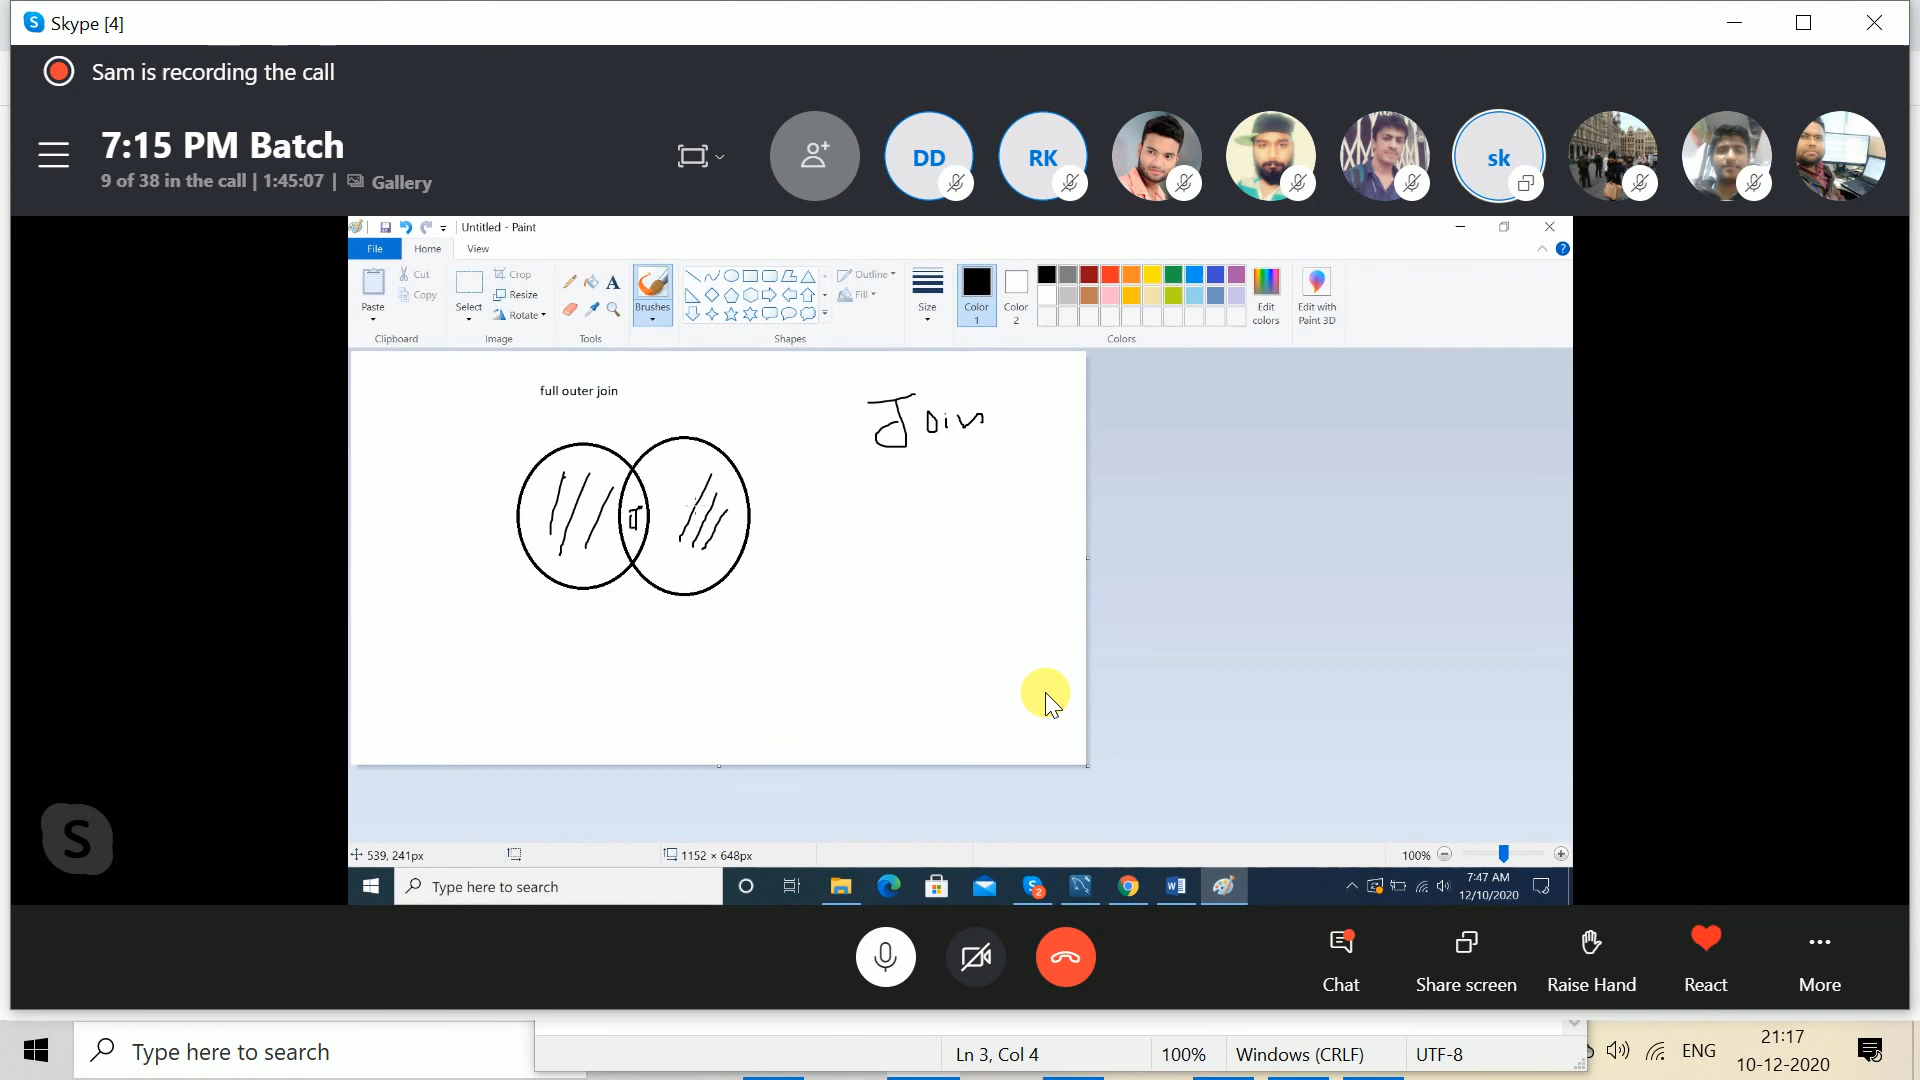 Skype [4]
Sam is recording the call
7:15 PM Batch
9 of 38 in the call | 1:45:07 | Gallery
DD
RK
sk
Untitled - Paint
File Home View
Paste
Cut
Copy
Clipboard
Select
Crop
Resize
Rotate
Image
A
Tools
Brushes
Shapes
Outline
Fill
Size
Color 1
Color 2
Edit colors
Edit with Paint 3D
Colors
full outer join
Join
J
539, 241px
1152 × 648px
100%
Type here to search
2
7:47 AM
12/10/2020
S
Chat
Share screen
Raise Hand
React
More
Type here to search
Ln 3, Col 4
100%
Windows (CRLF)
UTF-8
ENG
21:17
10-12-2020